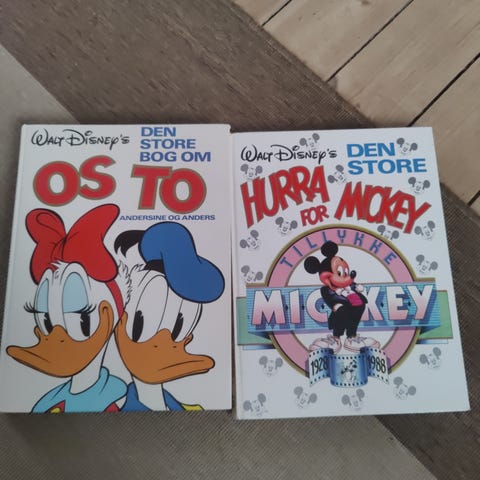 Walt Disney's
DEN
STORE
BOG OM
OS TO
ANDERSINE OG ANDERS
Walt Disney's
DEN
STORE
HURRA
FOR MICKEY
TILLYKKE
MICKEY
1928 1988